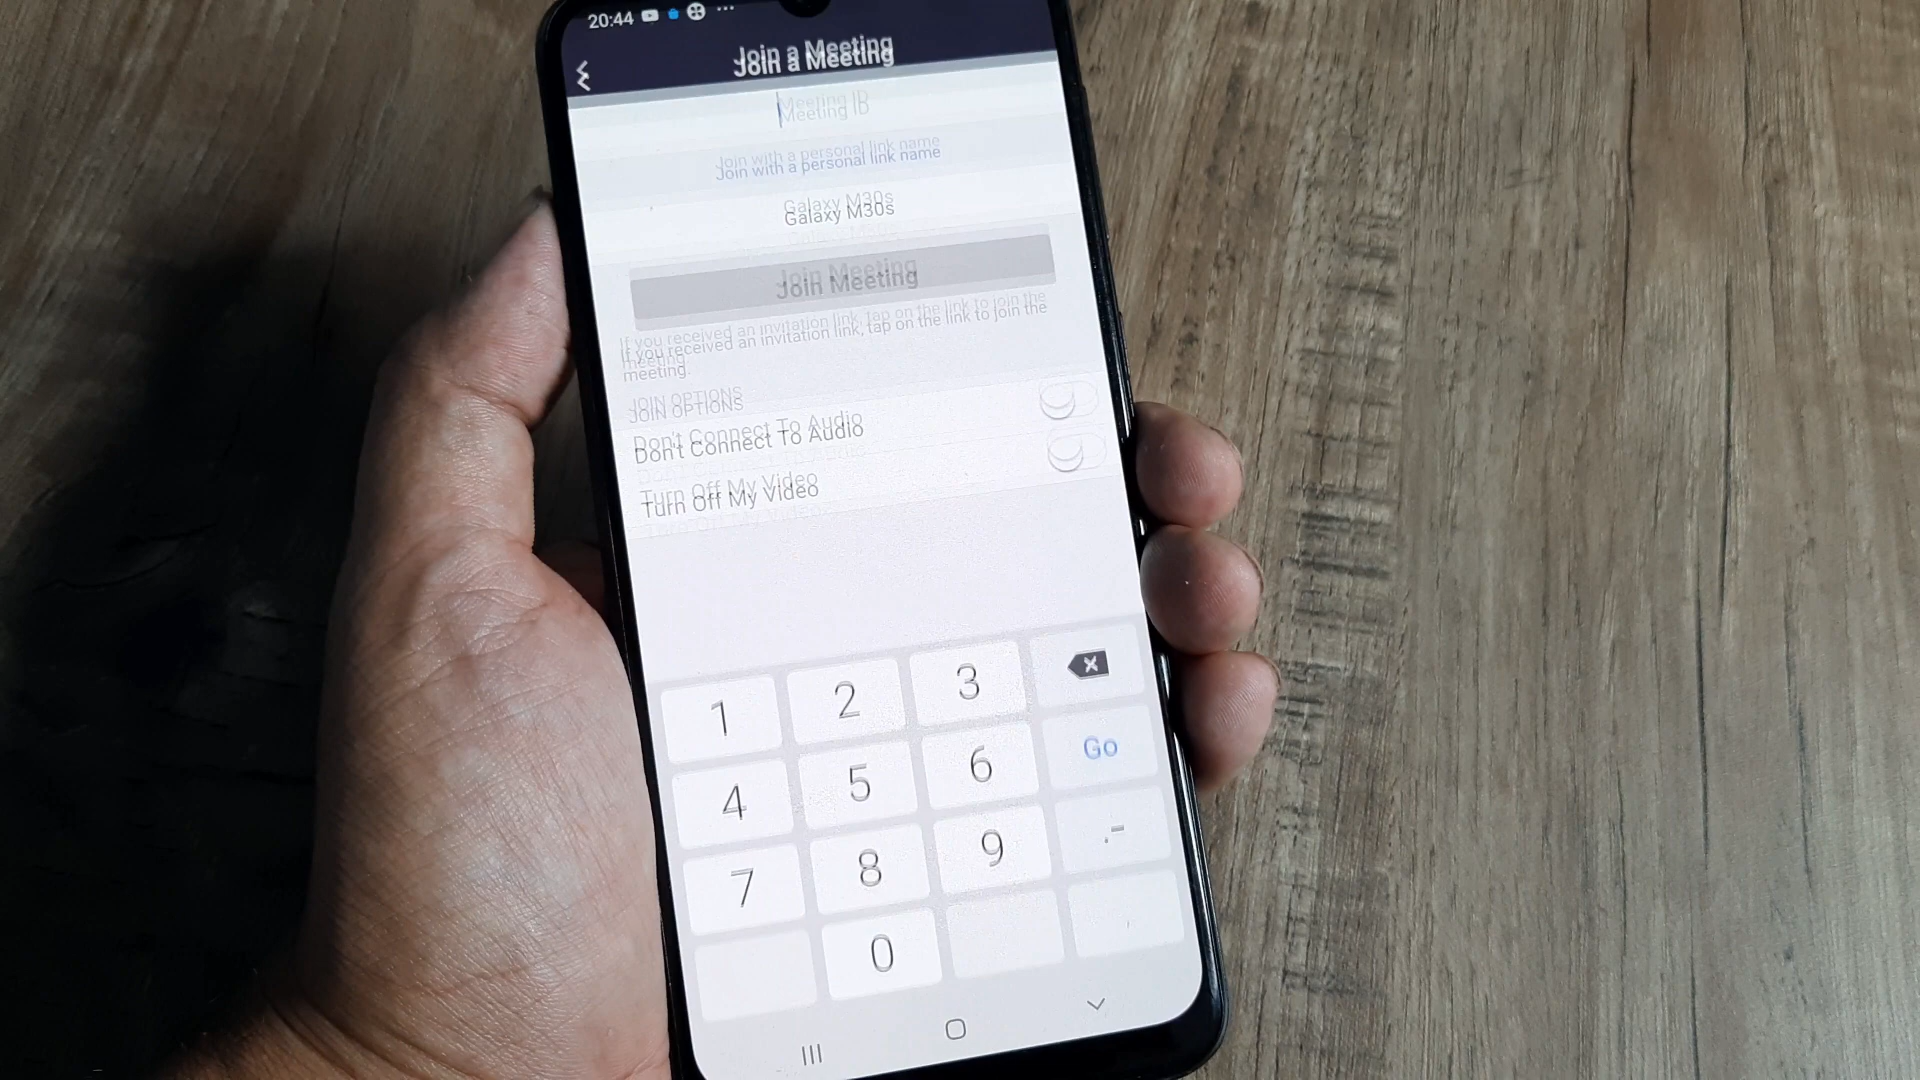 20:44
Join a Meeting
Meeting ID
Join with a personal link name
Galaxy M30s
Join Meeting
If you received an invitation link, tap on the link to join the
meeting.
JOIN OPTIONS
Don't Connect To Audio
Turn Off My Video
1 2 3
4 5 6 Go
7 8 9 .-
0 ,